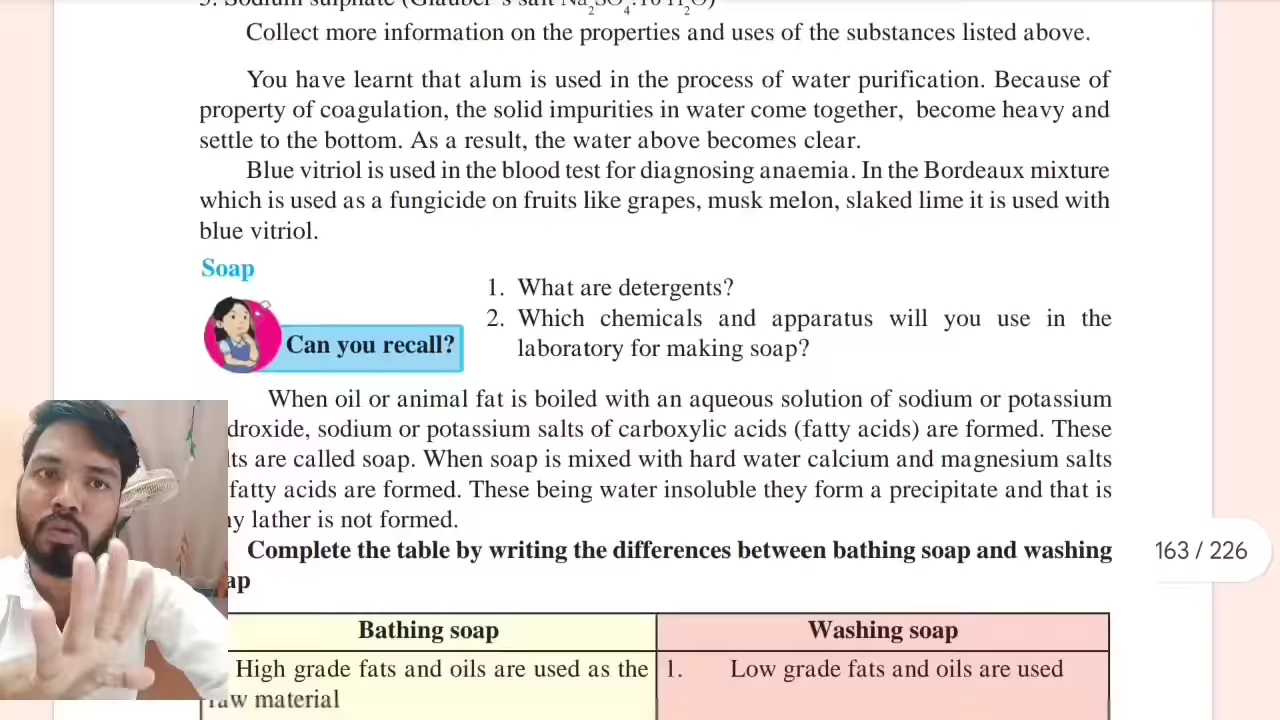 5. Sodium sulphate (Glauber's salt Na₂SO₄.10 H₂O)
Collect more information on the properties and uses of the substances listed above.
You have learnt that alum is used in the process of water purification. Because of
property of coagulation, the solid impurities in water come together, become heavy and
settle to the bottom. As a result, the water above becomes clear.
Blue vitriol is used in the blood test for diagnosing anaemia. In the Bordeaux mixture
which is used as a fungicide on fruits like grapes, musk melon, slaked lime it is used with
blue vitriol.
Soap
Can you recall?
1. What are detergents?
2. Which chemicals and apparatus will you use in the
laboratory for making soap?
When oil or animal fat is boiled with an aqueous solution of sodium or potassium
droxide, sodium or potassium salts of carboxylic acids (fatty acids) are formed. These
lts are called soap. When soap is mixed with hard water calcium and magnesium salts
fatty acids are formed. These being water insoluble they form a precipitate and that is
hy lather is not formed.
Complete the table by writing the differences between bathing soap and washing
ap
163 / 226
Bathing soap
Washing soap
High grade fats and oils are used as the
raw material
1. Low grade fats and oils are used